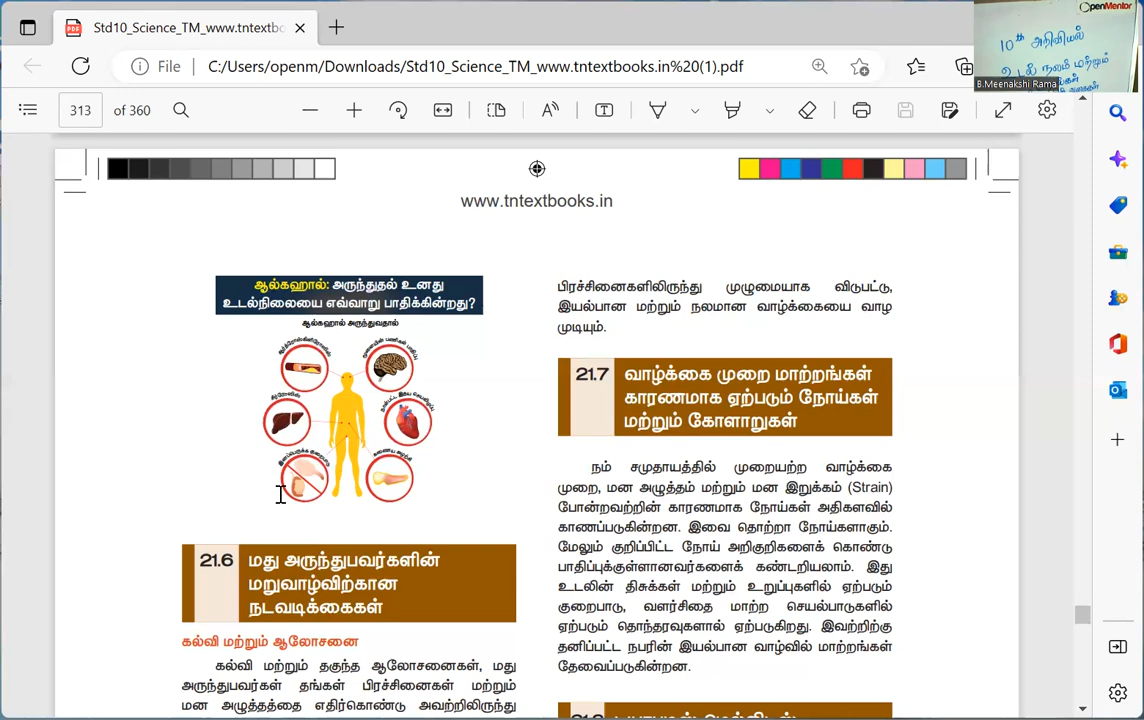 Std10_Science_TM_www.tntextbo
File
C:/Users/openm/Downloads/Std10_Science_TM_www.tntextbooks.in%20(1).pdf
313
of 360
OpenMentor
10th அறிவியல்
உடல் நலம் மற்றும்
B.Meenakshi Rama
www.tntextbooks.in
ஆல்கஹால்: அருந்துதல் உனது
உடல்நிலையை எவ்வாறு பாதிக்கின்றது?
ஆல்கஹால் அருந்துவதால்
21.6 மது அருந்துபவர்களின்
மறுவாழ்விற்கான
நடவடிக்கைகள்
கல்வி மற்றும் ஆலோசனை
கல்வி மற்றும் தகுந்த ஆலோசனைகள், மது
அருந்துபவர்கள் தங்கள் பிரச்சினைகள் மற்றும்
மன அழுத்தத்தை எதிர்கொண்டு அவற்றிலிருந்து
பிரச்சினைகளிலிருந்து முழுமையாக விடுபட்டு,
இயல்பான மற்றும் நலமான வாழ்க்கையை வாழ
முடியும்.
21.7 வாழ்க்கை முறை மாற்றங்கள்
காரணமாக ஏற்படும் நோய்கள்
மற்றும் கோளாறுகள்
நம் சமுதாயத்தில் முறையற்ற வாழ்க்கை
முறை, மன அழுத்தம் மற்றும் மன இறுக்கம் (Strain)
போன்றவற்றின் காரணமாக நோய்கள் அதிகளவில்
காணப்படுகின்றன. இவை தொற்றா நோய்களாகும்.
மேலும் குறிப்பிட்ட நோய் அறிகுறிகளைக் கொண்டு
பாதிப்புக்குள்ளானவர்களைக் கண்டறியலாம். இது
உடலின் திசுக்கள் மற்றும் உறுப்புகளில் ஏற்படும்
குறைபாடு, வளர்சிதை மாற்ற செயல்பாடுகளில்
ஏற்படும் தொந்தரவுகளால் ஏற்படுகிறது. இவற்றிற்கு
தனிப்பட்ட நபரின் இயல்பான வாழ்வில் மாற்றங்கள்
தேவைப்படுகின்றன.